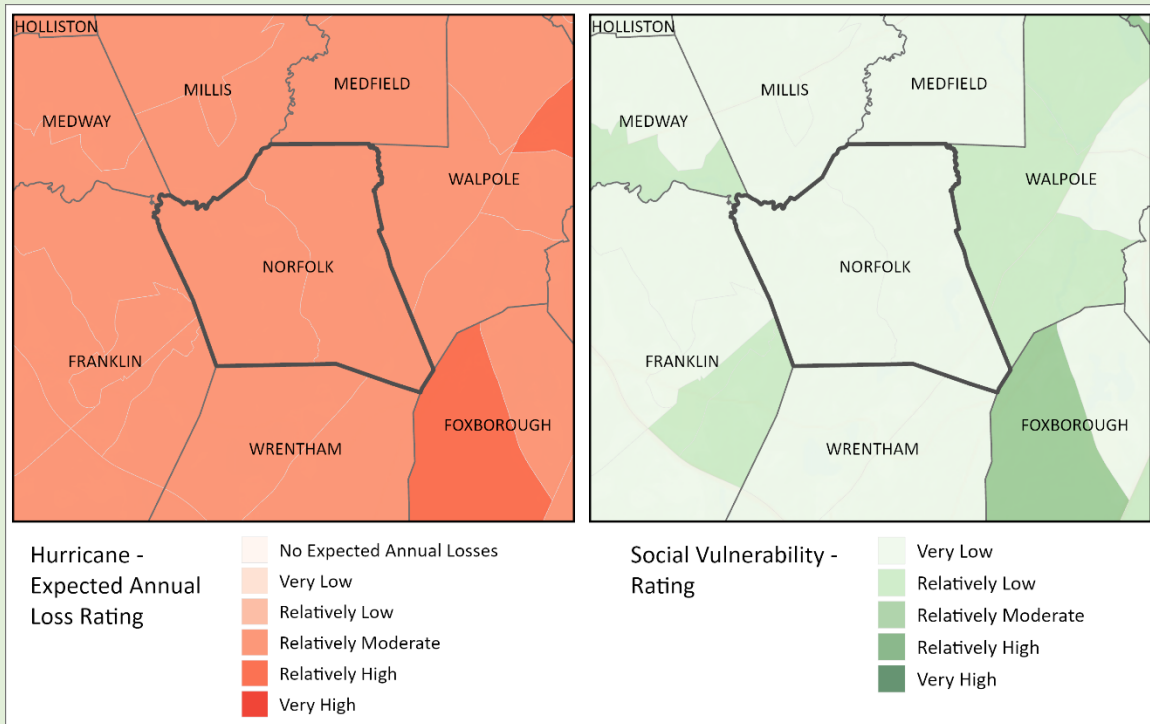 HOLLISTON
MILLIS
MEDFIELD
MEDWAY
WALPOLE
NORFOLK
FRANKLIN
FOXBOROUGH
WRENTHAM
Hurricane -
Expected Annual
Loss Rating
No Expected Annual Losses
Very Low
Relatively Low
Relatively Moderate
Relatively High
Very High
HOLLISTON
MILLIS
MEDFIELD
MEDWAY
WALPOLE
NORFOLK
FRANKLIN
FOXBOROUGH
WRENTHAM
Social Vulnerability -
Rating
Very Low
Relatively Low
Relatively Moderate
Relatively High
Very High